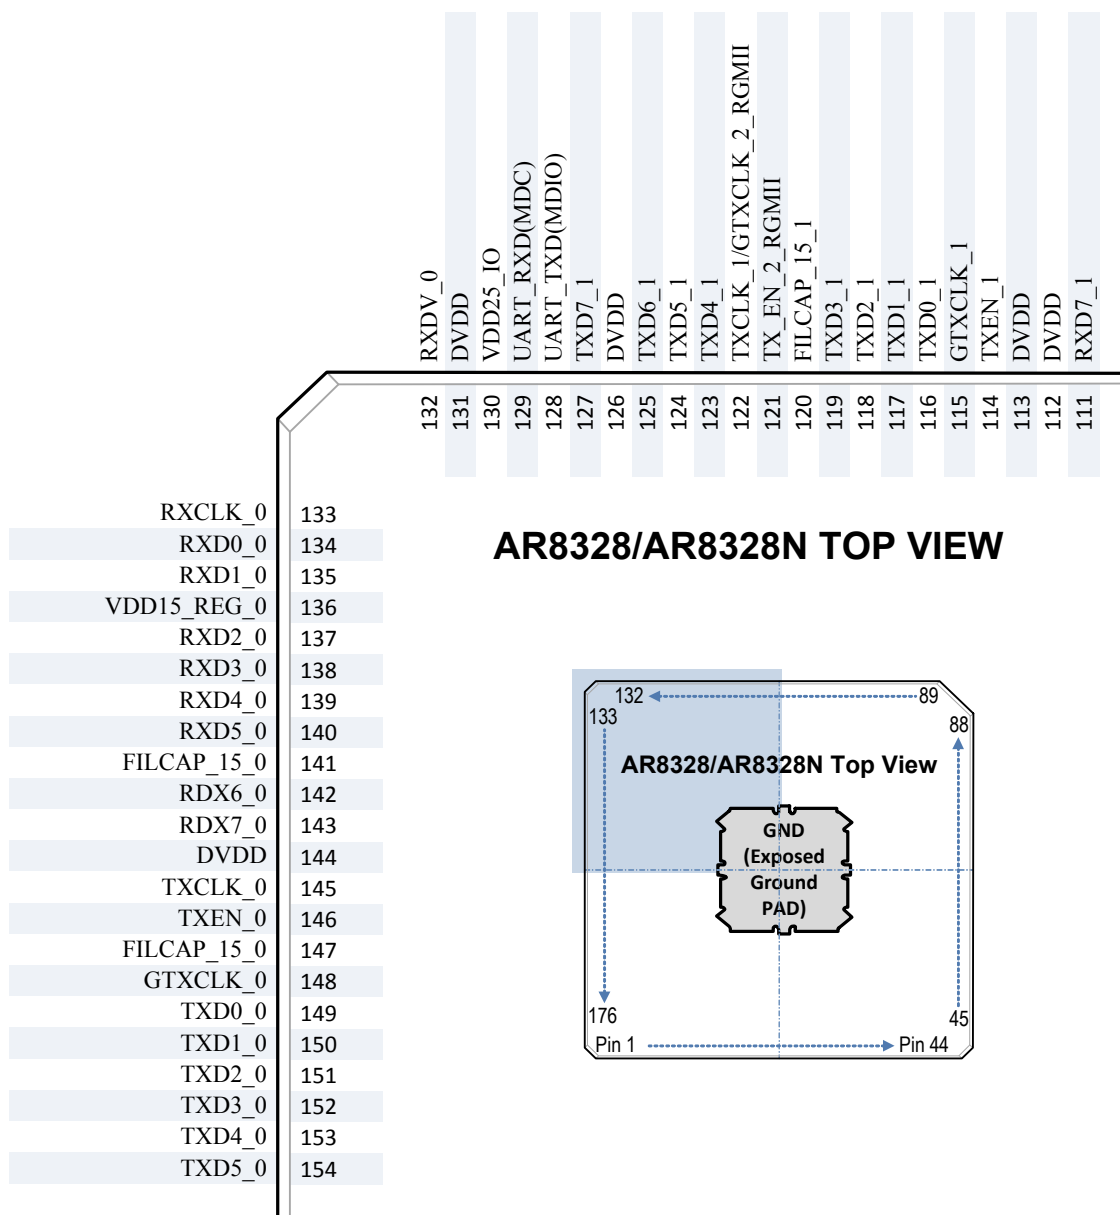 RXDV_0
DVDD
VDD25_IO
UART_RXD(MDC)
UART_TXD(MDIO)
TXD7_1
DVDD
TXD6_1
TXD5_1
TXD4_1
TXCLK_1/GTXCLK_2_RGMII
TX_EN_2_RGMII
FILCAP_15_1
TXD3_1
TXD2_1
TXD1_1
TXD0_1
GTXCLK_1
TXEN_1
DVDD
DVDD
RXD7_1
132
131
130
129
128
127
126
125
124
123
122
121
120
119
118
117
116
115
114
113
112
111
RXCLK_0 133
RXD0_0 134
RXD1_0 135
VDD15_REG_0 136
RXD2_0 137
RXD3_0 138
RXD4_0 139
RXD5_0 140
FILCAP_15_0 141
RDX6_0 142
RDX7_0 143
DVDD 144
TXCLK_0 145
TXEN_0 146
FILCAP_15_0 147
GTXCLK_0 148
TXD0_0 149
TXD1_0 150
TXD2_0 151
TXD3_0 152
TXD4_0 153
TXD5_0 154
AR8328/AR8328N TOP VIEW
132 89
133 88
AR8328/AR8328N Top View
GND
(Exposed
Ground
PAD)
176 45
Pin 1 Pin 44